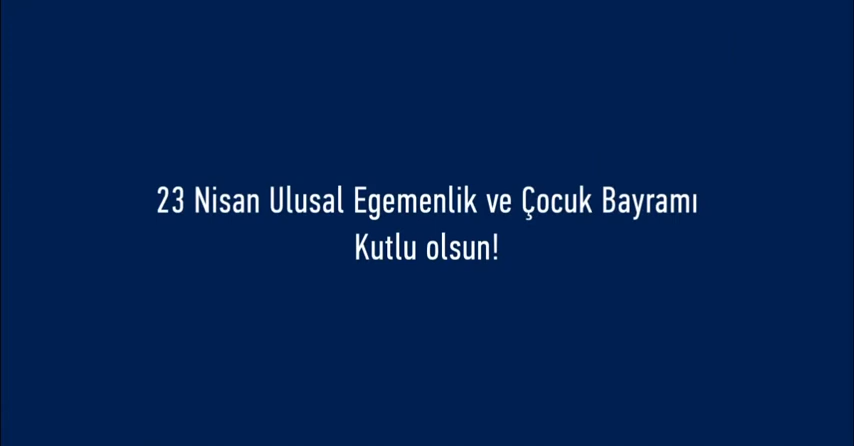 23 Nisan Ulusal Egemenlik ve Çocuk Bayramı
Kutlu olsun!